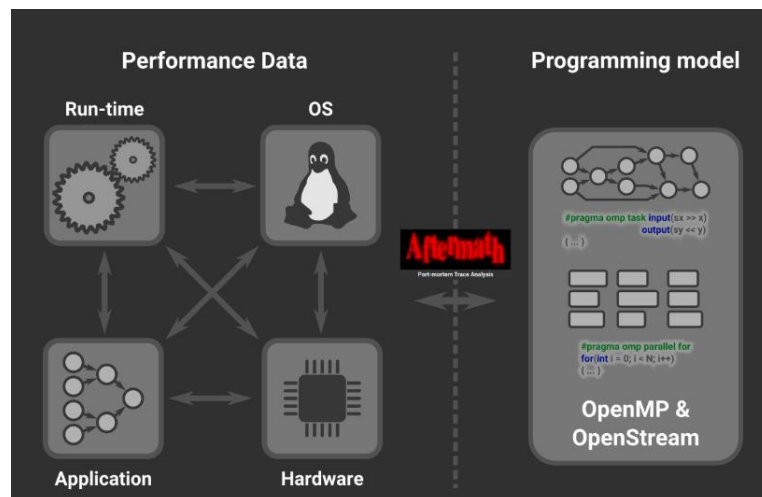 Performance Data
Programming model
Run-time
OS
#pragma omp task input(sx >> x)
output(sy << y)
{ ... }
Aftermath
Post-mortem Trace Analysis
#pragma omp parallel for
for(int i = 0; i < N; i++)
{ ... }
OpenMP &
OpenStream
Application
Hardware